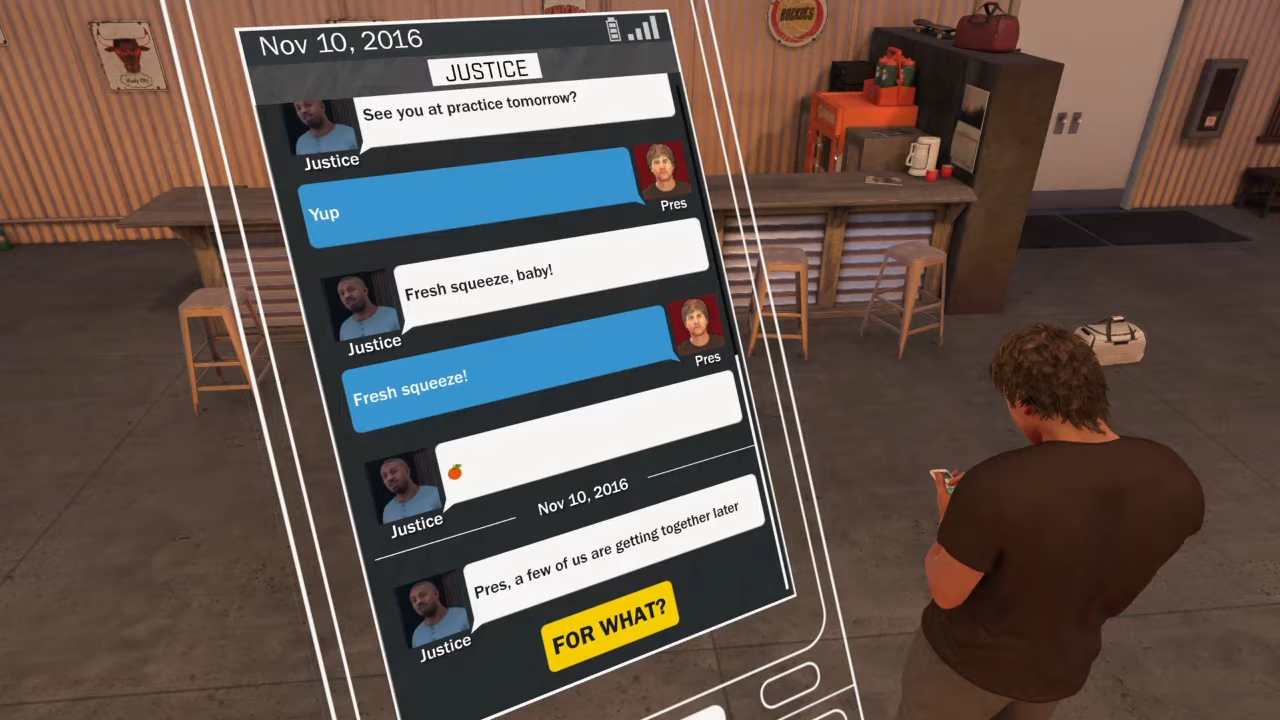 ROCKIES
Nov 10, 2016
JUSTICE
See you at practice tomorrow?
Justice
Yup
Pres
Fresh squeeze, baby!
Justice
Fresh squeeze!
Pres
Justice
Nov 10, 2016
Pres, a few of us are getting together later
Justice
FOR WHAT?